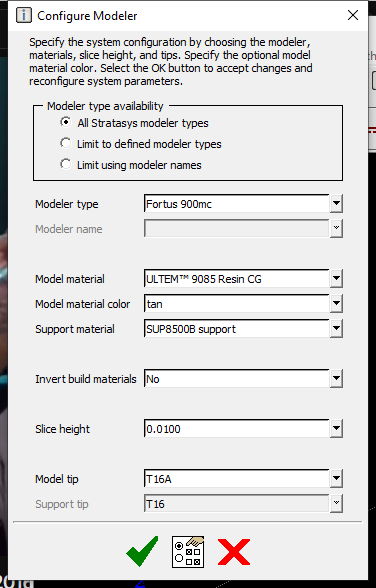 Configure Modeler
Specify the system configuration by choosing the modeler,
materials, slice height, and tips. Specify the optional model
material color. Select the OK button to accept changes and
reconfigure system parameters.
Modeler type availability
All Stratasys modeler types
Limit to defined modeler types
Limit using modeler names
Modeler type Fortus 900mc
Modeler name
Model material ULTEM™ 9085 Resin CG
Model material color tan
Support material SUP8500B support
Invert build materials No
Slice height 0.0100
Model tip T16A
Support tip T16